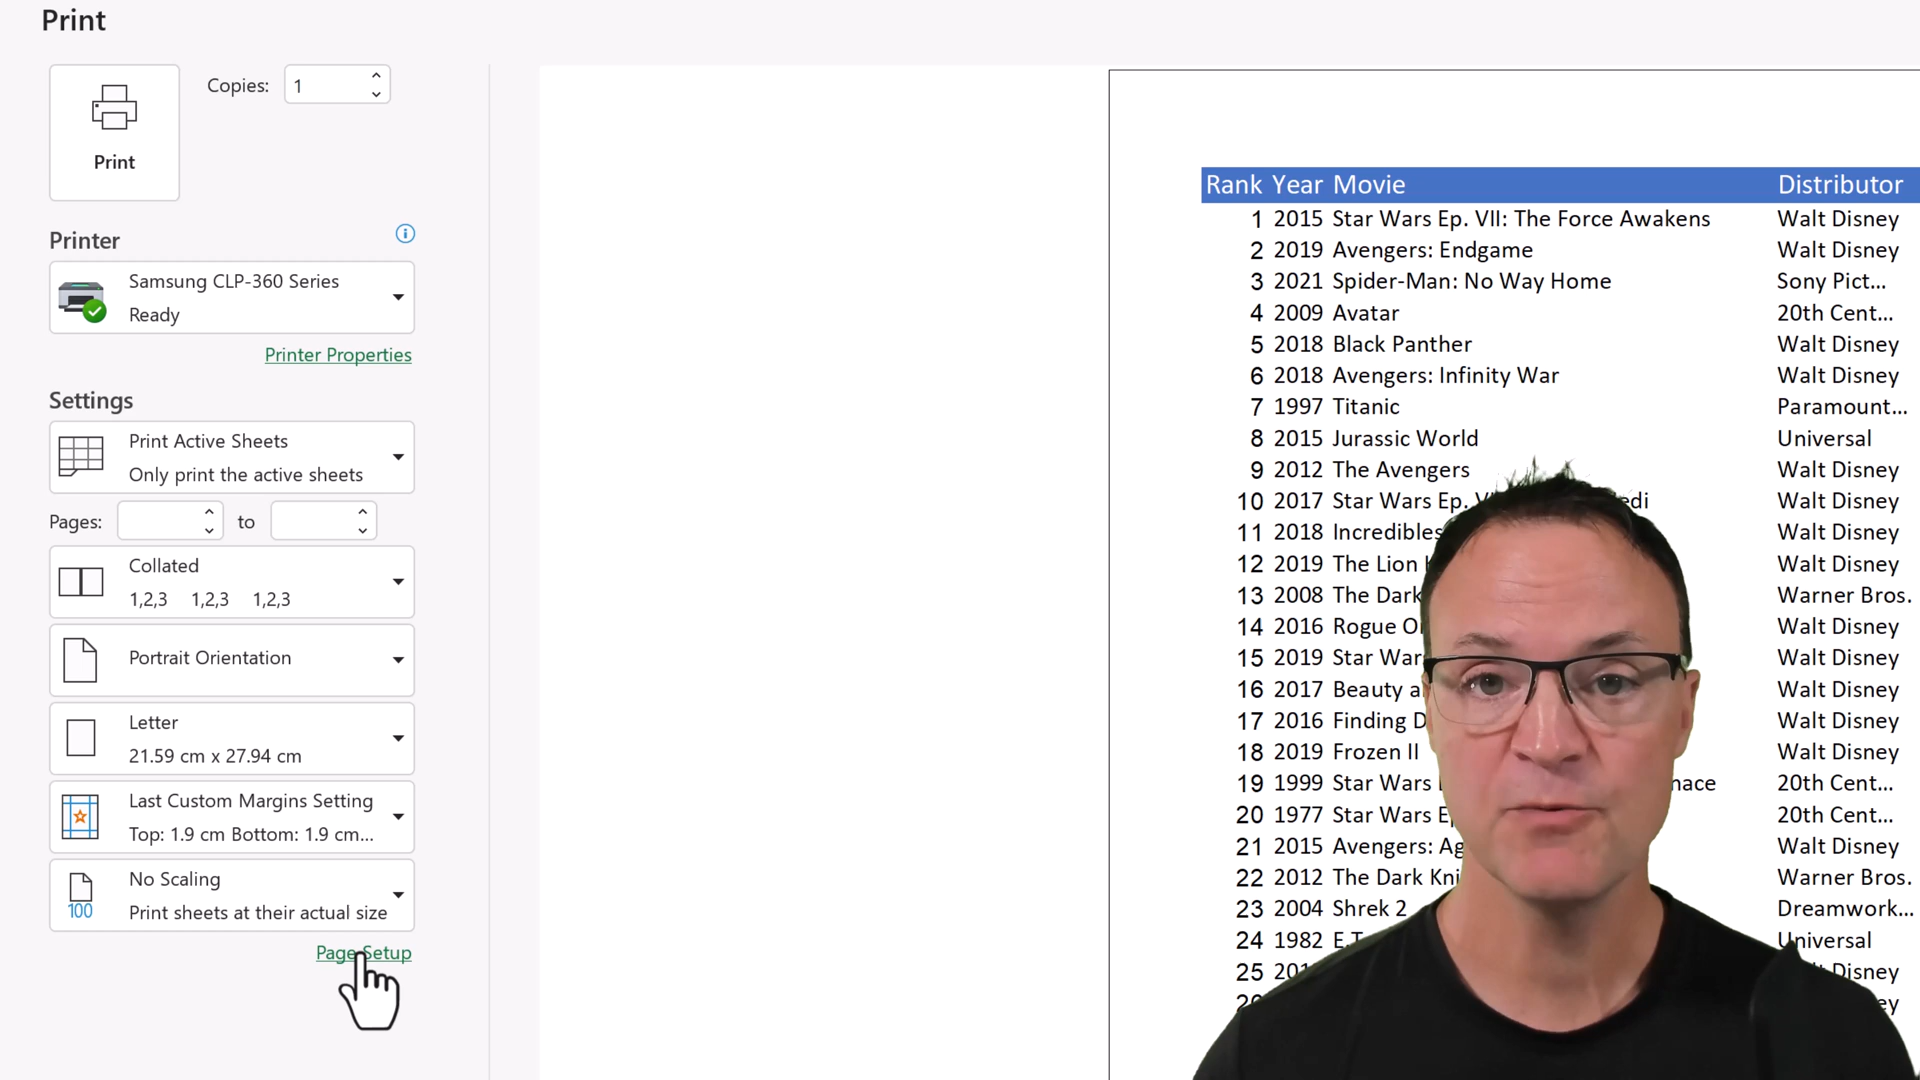 Print
Copies: 1
Print
Printer
Samsung CLP-360 Series
Ready
Printer Properties
Settings
Print Active Sheets
Only print the active sheets
Pages: to
Collated
1,2,3 1,2,3 1,2,3
Portrait Orientation
Letter
21.59 cm x 27.94 cm
Last Custom Margins Setting
Top: 1.9 cm Bottom: 1.9 cm...
100
No Scaling
Print sheets at their actual size
Page Setup
Rank Year Movie Distributor
1 2015 Star Wars Ep. VII: The Force Awakens Walt Disney
2 2019 Avengers: Endgame Walt Disney
3 2021 Spider-Man: No Way Home Sony Pict...
4 2009 Avatar 20th Cent...
5 2018 Black Panther Walt Disney
6 2018 Avengers: Infinity War Walt Disney
7 1997 Titanic Paramount...
8 2015 Jurassic World Universal
9 2012 The Avengers Walt Disney
10 2017 Star Wars Ep. Walt Disney
11 2018 Incredibles Walt Disney
12 2019 The Lion Walt Disney
13 2008 The Dark Warner Bros.
14 2016 Rogue Walt Disney
15 2019 Star Walt Disney
16 2017 Beauty Walt Disney
17 2016 Finding Walt Disney
18 2019 Frozen II Walt Disney
19 1999 Star Wars 20th Cent...
20 1977 Star Wars 20th Cent...
21 2015 Avengers: Walt Disney
22 2012 The Dark Warner Bros.
23 2004 Shrek 2 Dreamwork...
24 1982 E.T. Universal
25 Disney